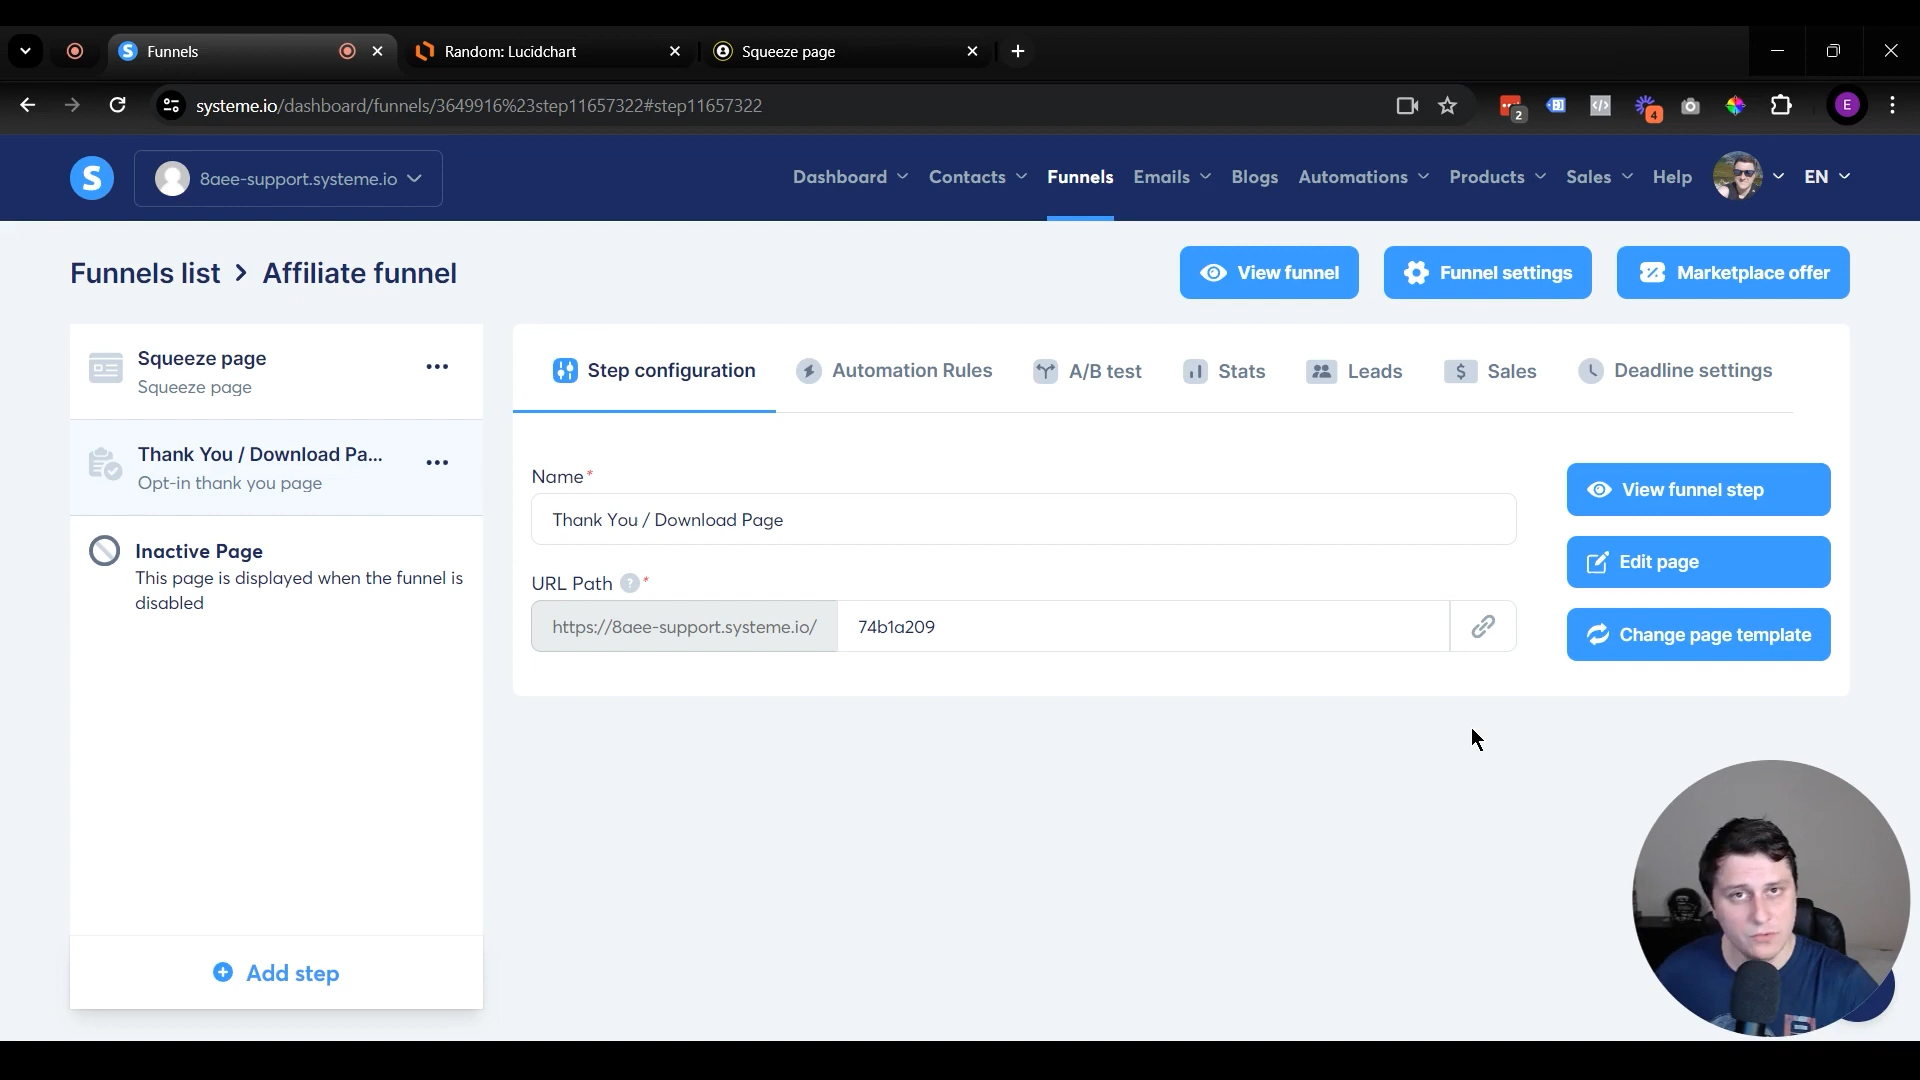 Funnels
Random: Lucidchart
Squeeze page
systeme.io/dashboard/funnels/3649916%23step11657322#step11657322
2
4
E
S
8aee-support.systeme.io
Dashboard
Contacts
Funnels
Emails
Blogs
Automations
Products
Sales
Help
EN
Funnels list > Affiliate funnel
View funnel
Funnel settings
Marketplace offer
Squeeze page
Squeeze page
Thank You / Download Pa...
Opt-in thank you page
Inactive Page
This page is displayed when the funnel is
disabled
Add step
Step configuration
Automation Rules
A/B test
Stats
Leads
$ Sales
Deadline settings
Name*
Thank You / Download Page
URL Path ? *
https://8aee-support.systeme.io/
74b1a209
View funnel step
Edit page
Change page template